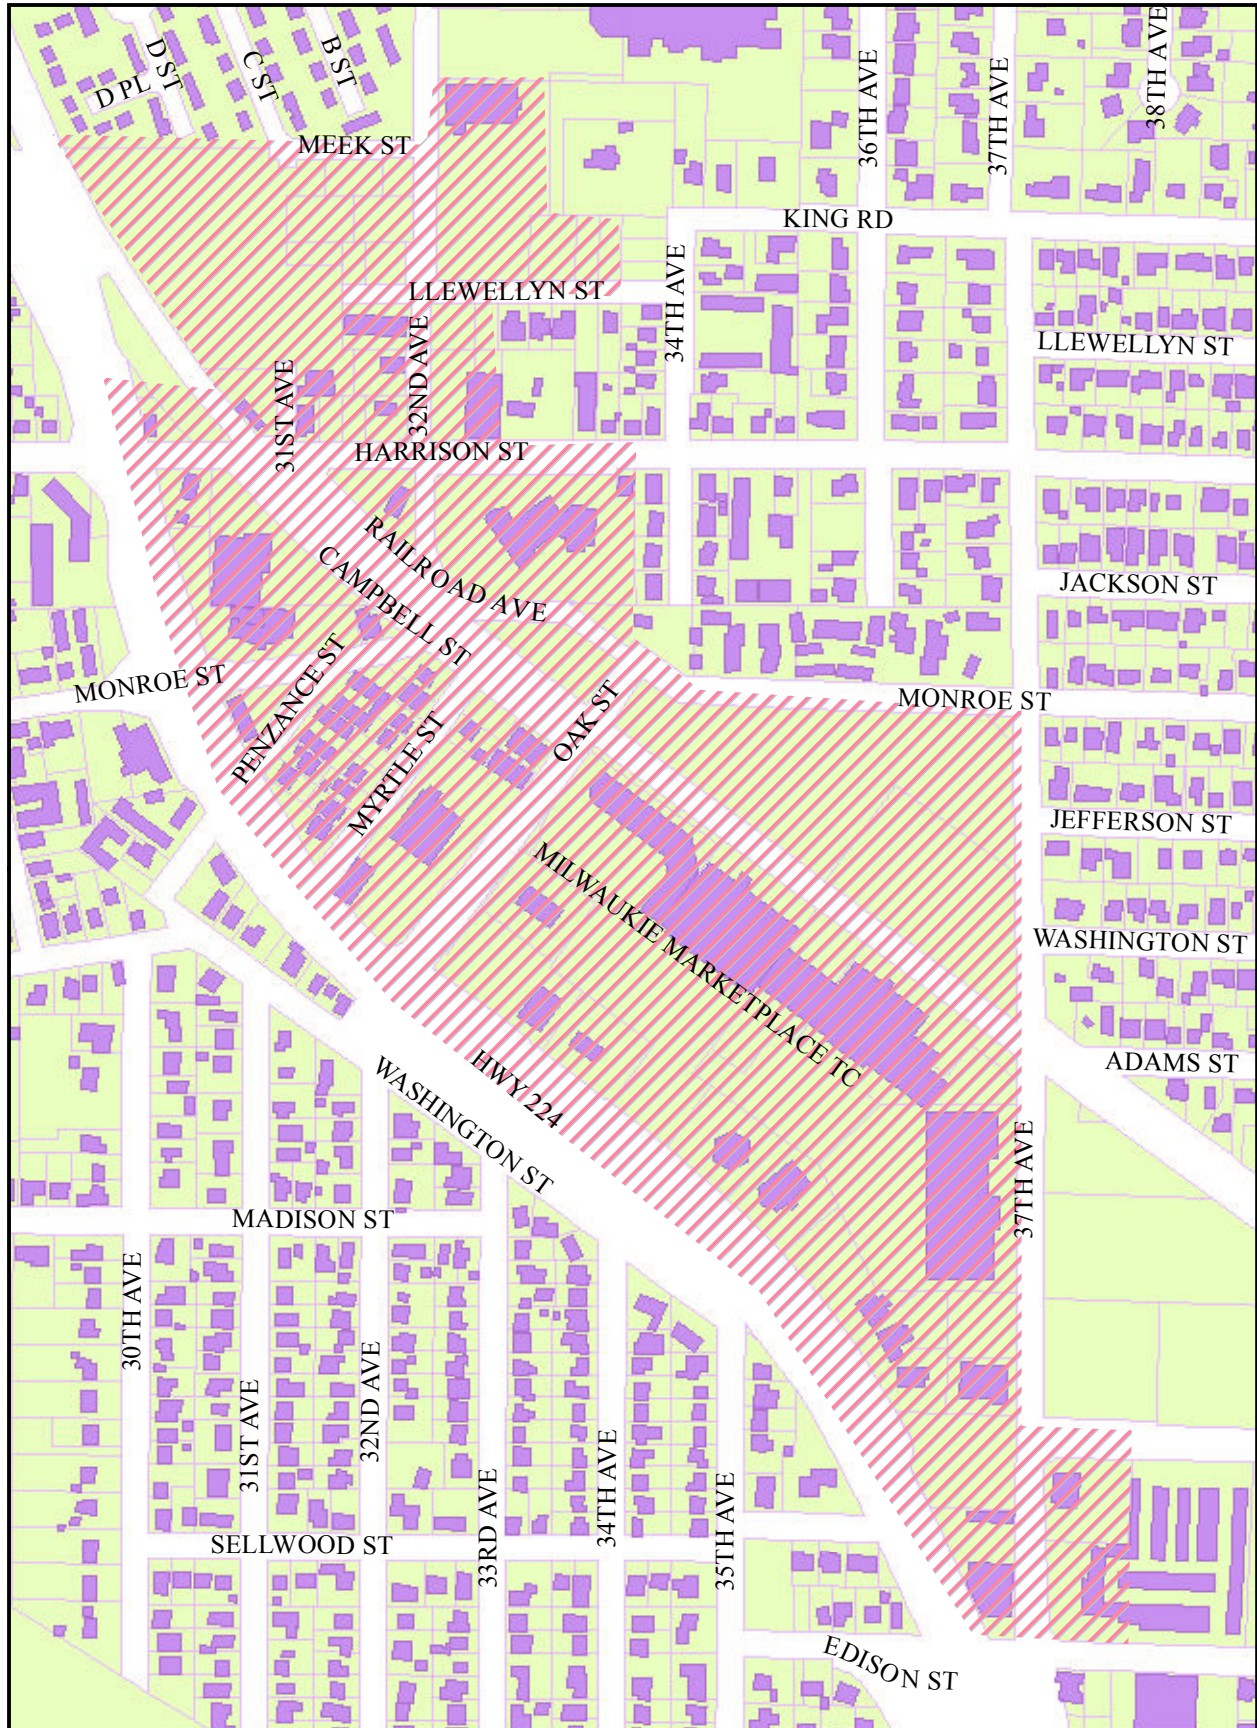 D ST
C ST
B ST
D PL
MEEK ST
36TH AVE
37TH AVE
38TH AVE
KING RD
34TH AVE
LLEWELLYN ST
LLEWELLYN ST
31ST AVE
32ND AVE
HARRISON ST
RAILROAD AVE
CAMPBELL ST
JACKSON ST
MONROE ST
PENZANCE ST
MYRTLE ST
OAK ST
MONROE ST
JEFFERSON ST
MILWAUKIE MARKETPLACE TC
WASHINGTON ST
HWY 224
WASHINGTON ST
ADAMS ST
37TH AVE
MADISON ST
30TH AVE
31ST AVE
32ND AVE
33RD AVE
34TH AVE
35TH AVE
SELLWOOD ST
EDISON ST